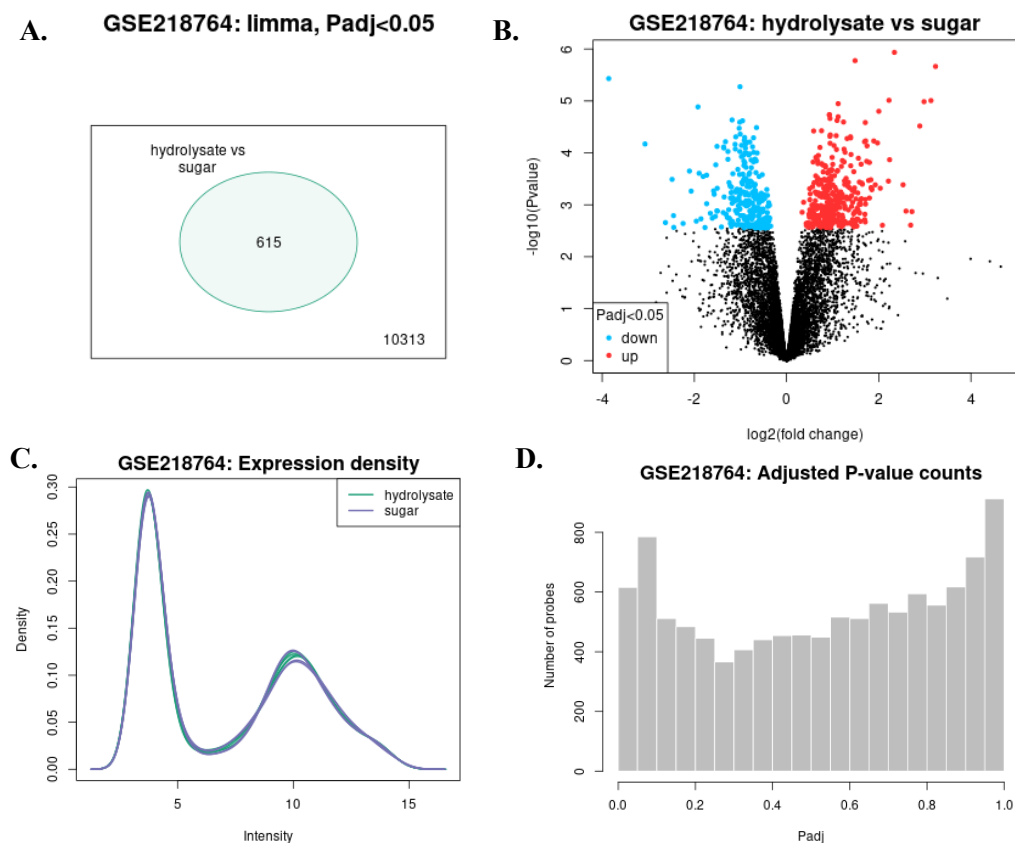 A.
GSE218764: limma, Padj<0.05
hydrolysate vs
sugar
615
10313
B.
GSE218764: hydrolysate vs sugar
6
5
4
3
2
1
0
-log10(Pvalue)
Padj<0.05
down
up
-4
-2
0
2
4
log2(fold change)
C.
GSE218764: Expression density
0.30
0.25
0.20
0.15
0.10
0.05
0.00
Density
hydrolysate
sugar
5
10
15
Intensity
D.
GSE218764: Adjusted P-value counts
800
600
400
200
0
Number of probes
0.0
0.2
0.4
0.6
0.8
1.0
Padj